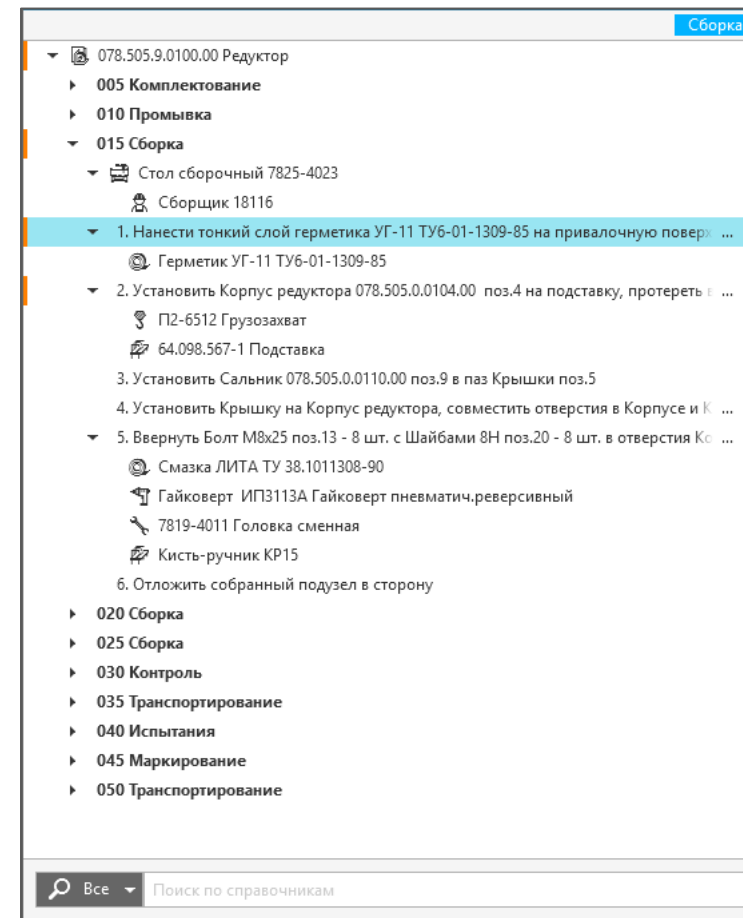 Сборка
078.505.9.0100.00 Редуктор
005 Комплектование
010 Промывка
015 Сборка
Стол сборочный 7825-4023
Сборщик 18116
1. Нанести тонкий слой герметика УГ-11 ТУ6-01-1309-85 на привалочную ...
Герметик УГ-11 ТУ6-01-1309-85
2. Установить Корпус редуктора 078.505.0.0104.00 поз.4 на подставку, протереть ...
П2-6512 Грузозахват
64.098.567-1 Подставка
3. Установить Сальник 078.505.0.0110.00 поз.9 в паз Крышки поз.5
4. Установить Крышку на Корпус редуктора, совместить отверстия в Корпусе и ...
5. Ввернуть Болт М8х25 поз.13 - 8 шт. с Шайбами 8Н поз.20 - 8 шт. в отверстия ...
Смазка ЛИТА ТУ 38.1011308-90
Гайковерт ИП3113А Гайковерт пневматич.реверсивный
7819-4011 Головка сменная
Кисть-ручник КР15
6. Отложить собранный подузел в сторону
020 Сборка
025 Сборка
030 Контроль
035 Транспортирование
040 Испытания
045 Маркирование
050 Транспортирование
Все Поиск по справочникам